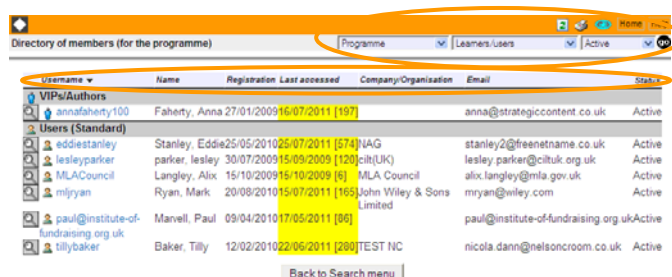 Home
Directory of members (for the programme) Programme Learners/users Active go
Username Name Registration Last accessed Company/Organisation Email Status
VIPs/Authors
annafaherty100 Faherty, Anna 27/01/2009 16/07/2011 [197] anna@strategiccontent.co.uk Active
Users (Standard)
eddiestanley Stanley, Eddie 25/05/2010 25/07/2011 [574] NAG stanley2@freenetname.co.uk Active
lesleyparker parker, lesley 30/07/2009 15/09/2009 [120] cilt(UK) lesley.parker@ciltuk.org.uk Active
MLACouncil Langley, Alix 15/10/2009 15/10/2009 [6] MLA Council alix.langley@mla.gov.uk Active
mljryan Ryan, Mark 20/08/2010 15/07/2011 [165] John Wiley & Sons mryan@wiley.com Active
Limited
paul@institute-of- Marvell, Paul 09/04/2010 17/05/2011 [86] paul@institute-of-fundraising.org.uk Active
fundraising.org.uk
tillybaker Baker, Tilly 12/02/2010 22/06/2011 [280] TEST NC nicola.dann@nelsoncroom.co.uk Active
Back to Search menu